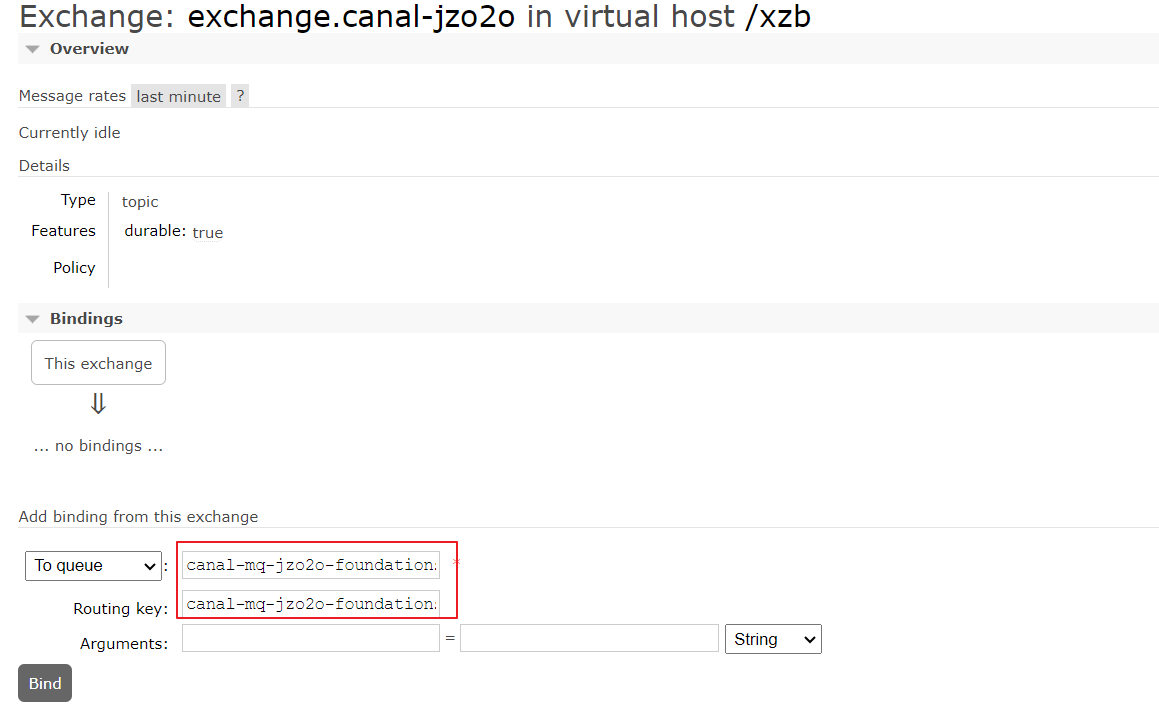 Exchange: exchange.canal-jzo2o in virtual host /xzb
Overview
Message rates last minute ?
Currently idle
Details
Type topic
Features durable: true
Policy
Bindings
This exchange
⇓
... no bindings ...
Add binding from this exchange
To queue : canal-mq-jzo2o-foundation *
Routing key: canal-mq-jzo2o-foundation
Arguments: = String
Bind